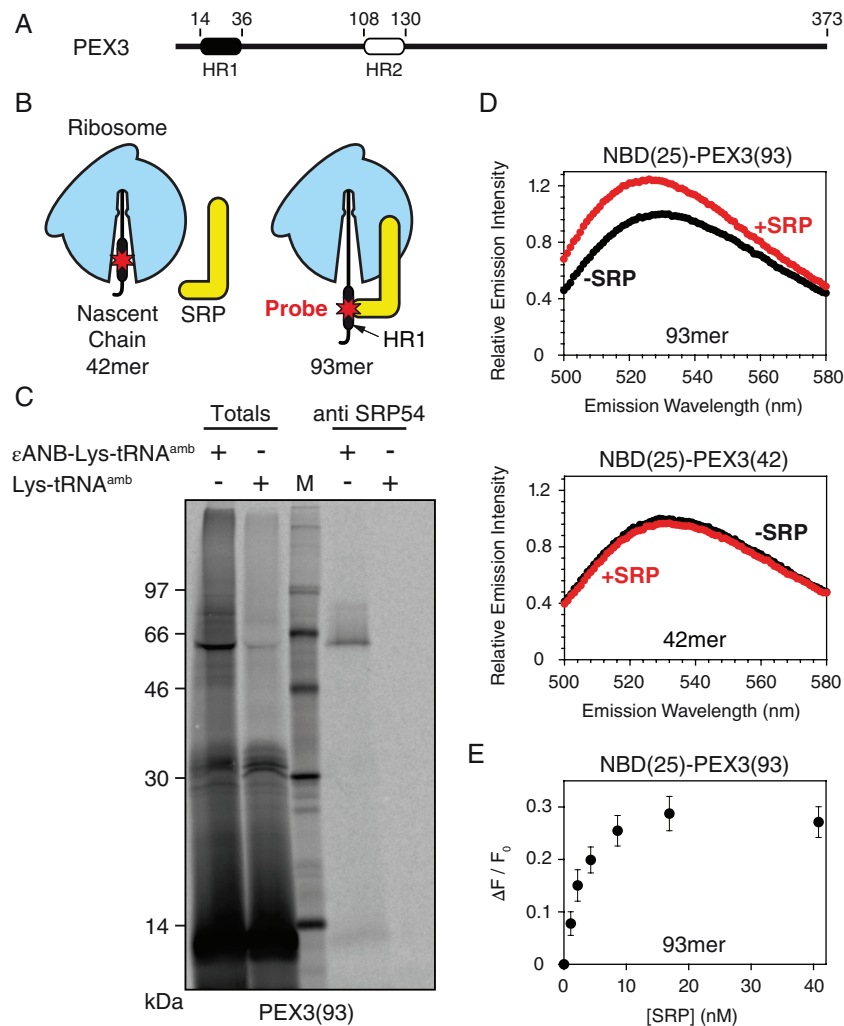 A
PEX3
14 36 108 130 373
HR1 HR2
B
Ribosome
Nascent
Chain
42mer
SRP
Probe
HR1
93mer
C
Totals anti SRP54
εANB-Lys-tRNAamb + - + -
Lys-tRNAamb - + M - +
97
66
46
30
14
kDa
PEX3(93)
D
NBD(25)-PEX3(93)
Relative Emission Intensity
1.2
0.8
0.4
0
+SRP
-SRP
93mer
500 520 540 560 580
Emission Wavelength (nm)
NBD(25)-PEX3(42)
Relative Emission Intensity
1.2
0.8
0.4
0
-SRP
+SRP
42mer
500 520 540 560 580
Emission Wavelength (nm)
E
NBD(25)-PEX3(93)
ΔF / F0
0.3
0.2
0.1
0
93mer
0 10 20 30 40
[SRP] (nM)